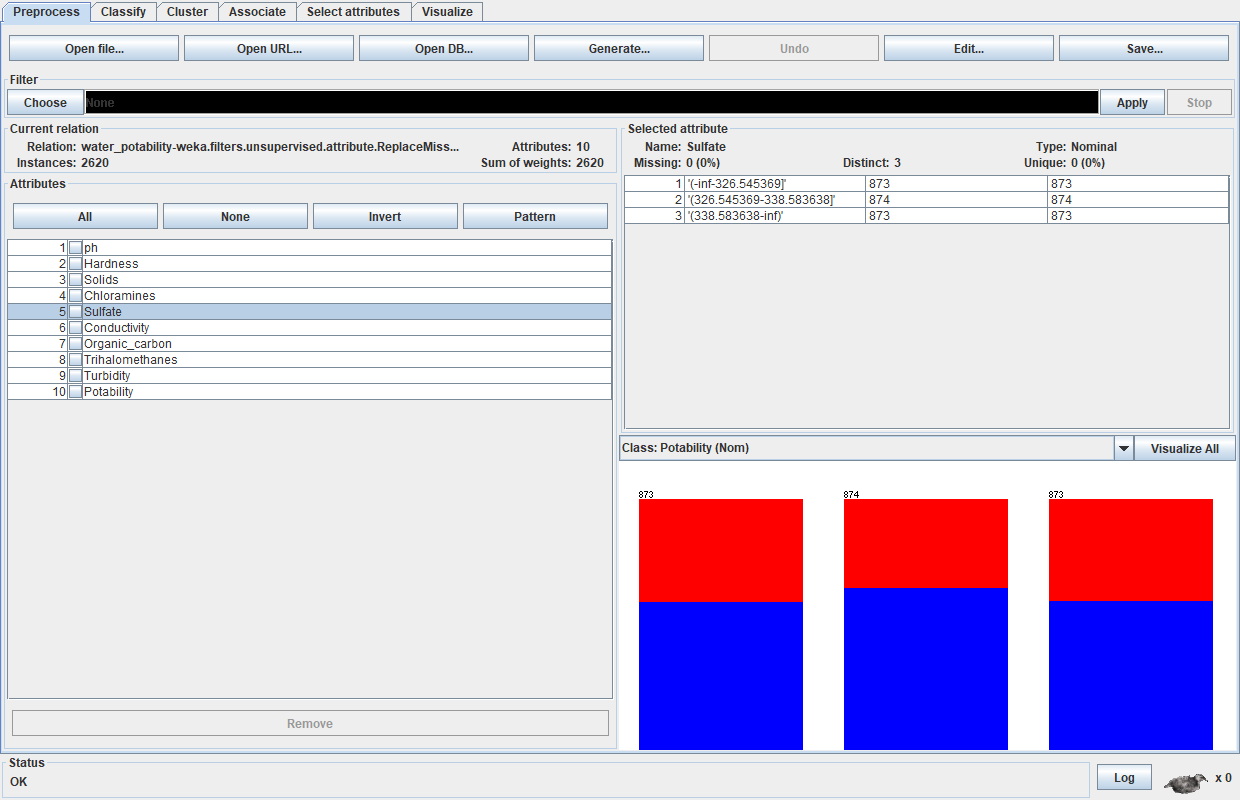 Preprocess Classify Cluster Associate Select attributes Visualize
Open file... Open URL... Open DB... Generate... Undo Edit... Save...
Filter
Choose None Apply Stop
Current relation
Relation: water_potability-weka.filters.unsupervised.attribute.ReplaceMiss... Attributes: 10
Instances: 2620 Sum of weights: 2620
Attributes
All None Invert Pattern
1 ph
2 Hardness
3 Solids
4 Chloramines
5 Sulfate
6 Conductivity
7 Organic_carbon
8 Trihalomethanes
9 Turbidity
10 Potability
Remove
Selected attribute
Name: Sulfate Type: Nominal
Missing: 0 (0%) Distinct: 3 Unique: 0 (0%)
1 '(-inf-326.545369]' 873 873
2 '(326.545369-338.583638]' 874 874
3 '(338.583638-inf)' 873 873
Class: Potability (Nom) Visualize All
873 874 873
Status
OK
Log x 0